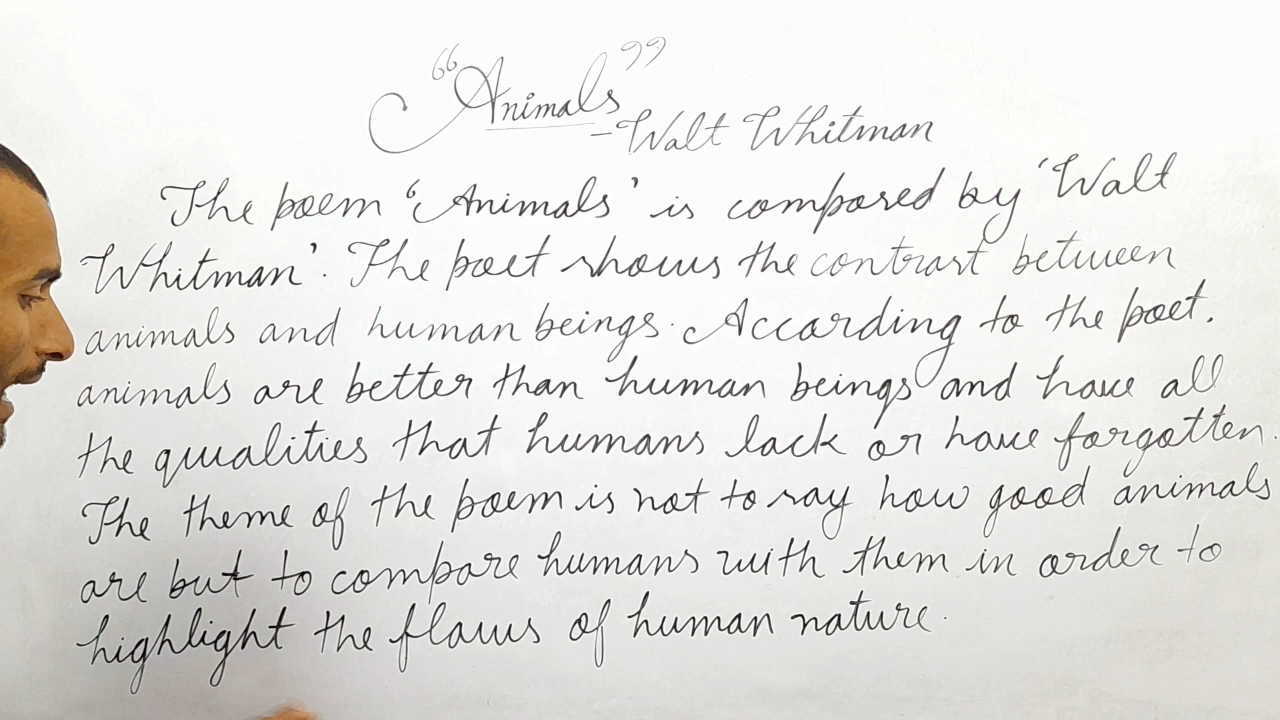 “Animals”
- Walt Whitman
The poem ‘Animals’ is composed by ‘Walt
Whitman’. The poet shows the contrast between
animals and human beings. According to the poet,
animals are better than human beings and have all
the qualities that humans lack or have forgotten.
The theme of the poem is not to say how good animals
are but to compare humans with them in order to
highlight the flaws of human nature.